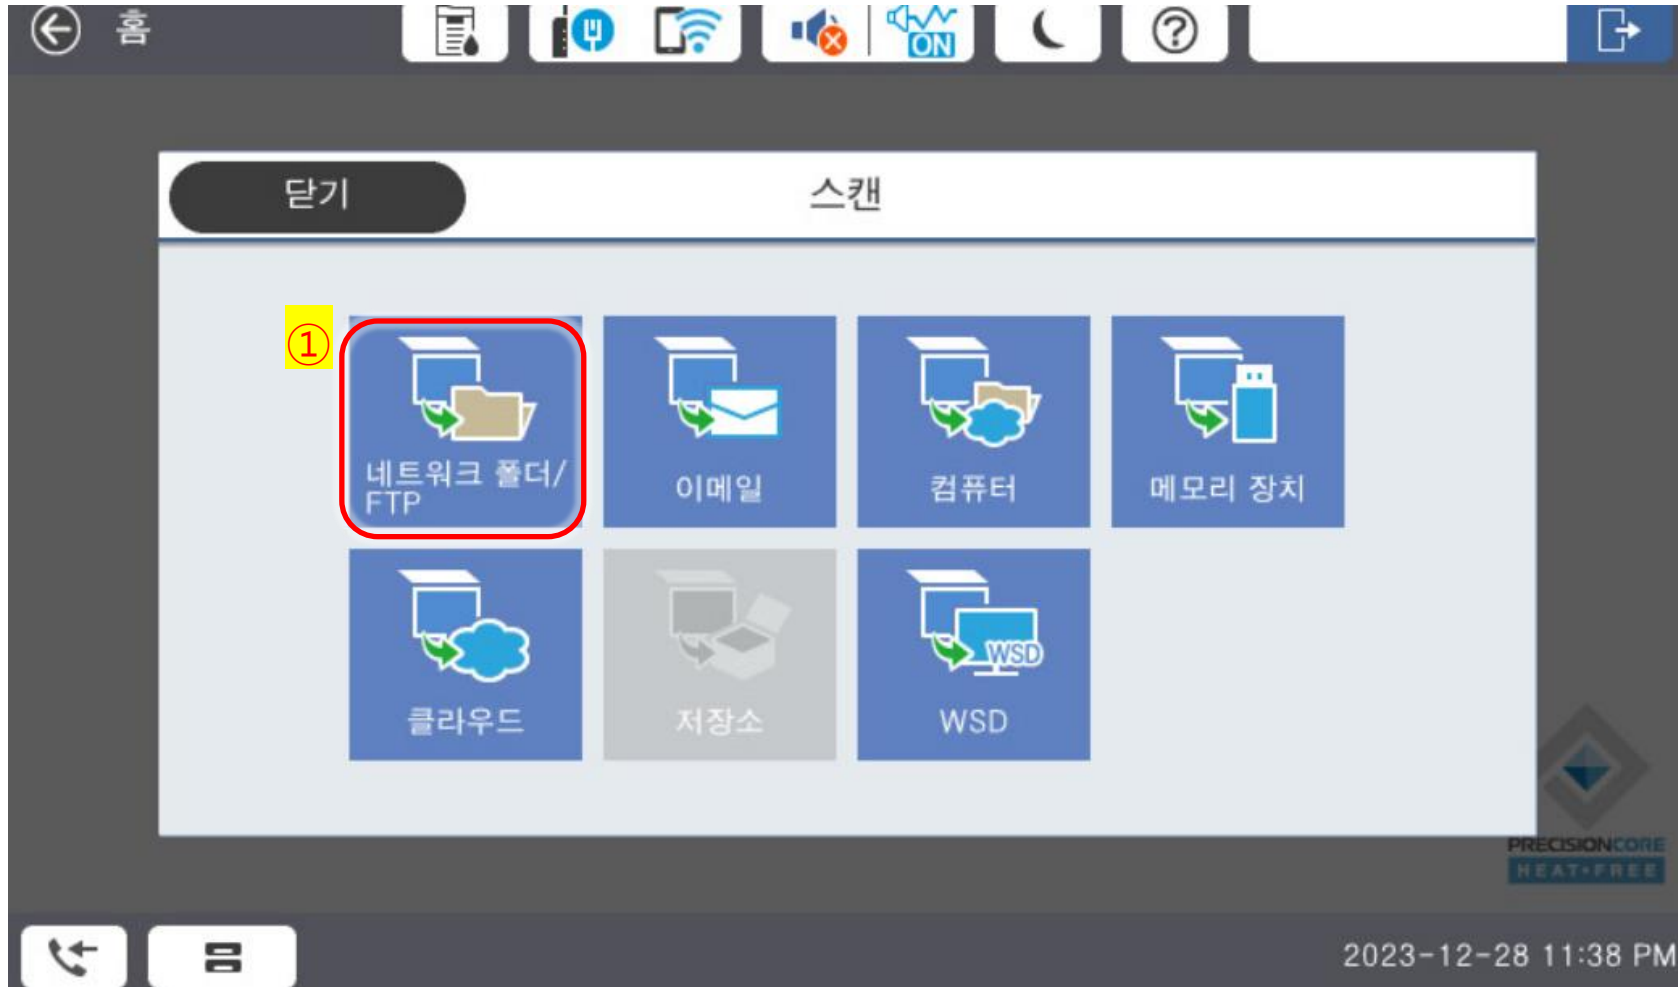 홈
ON
닫기
스캔
①
네트워크 폴더/
FTP
이메일
컴퓨터
메모리 장치
클라우드
저장소
WSD
WSD
PRECISIONCORE
HEAT•FREE
2023-12-28 11:38 PM